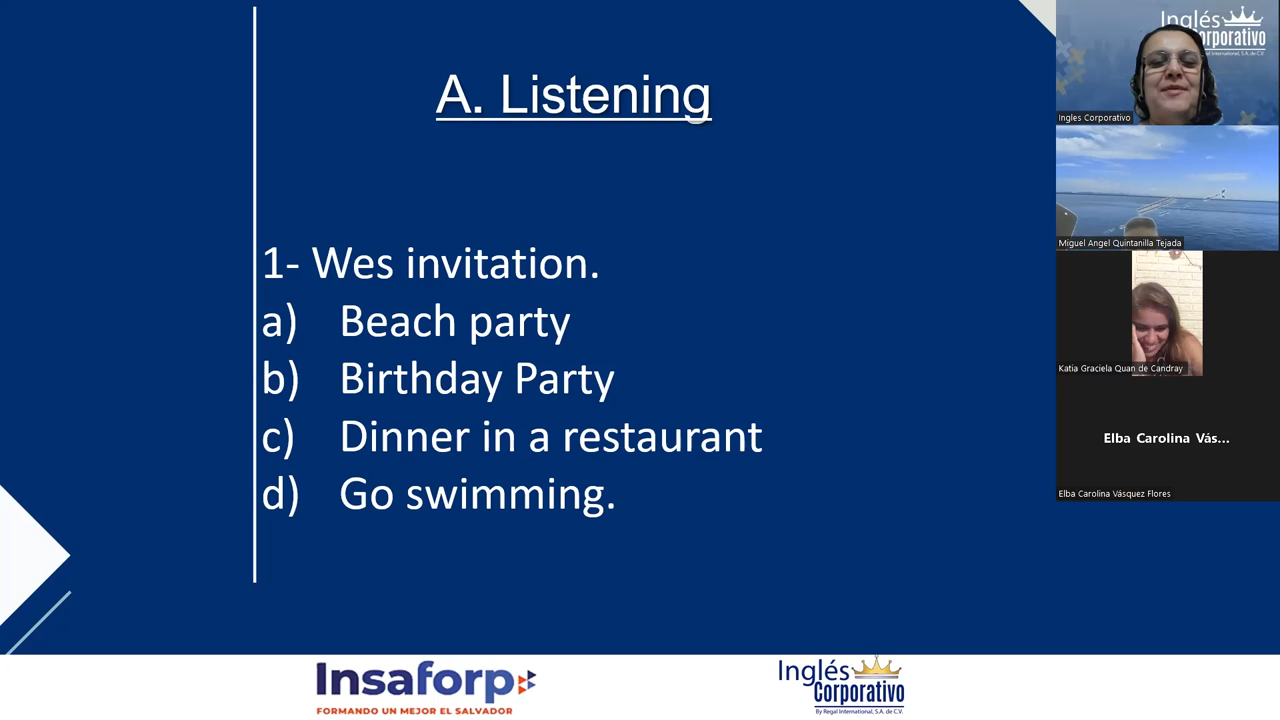 A. Listening
1- Wes invitation.
a) Beach party
b) Birthday Party
c) Dinner in a restaurant
d) Go swimming.
Insaforp
FORMANDO UN MEJOR EL SALVADOR
Inglés
Corporativo
By Regal International, S.A. de C.V.
Inglés
Corporativo
Ingles Corporativo
Miguel Angel Quintanilla Tejada
Katia Graciela Quan de Candray
Elba Carolina Vás...
Elba Carolina Vásquez Flores